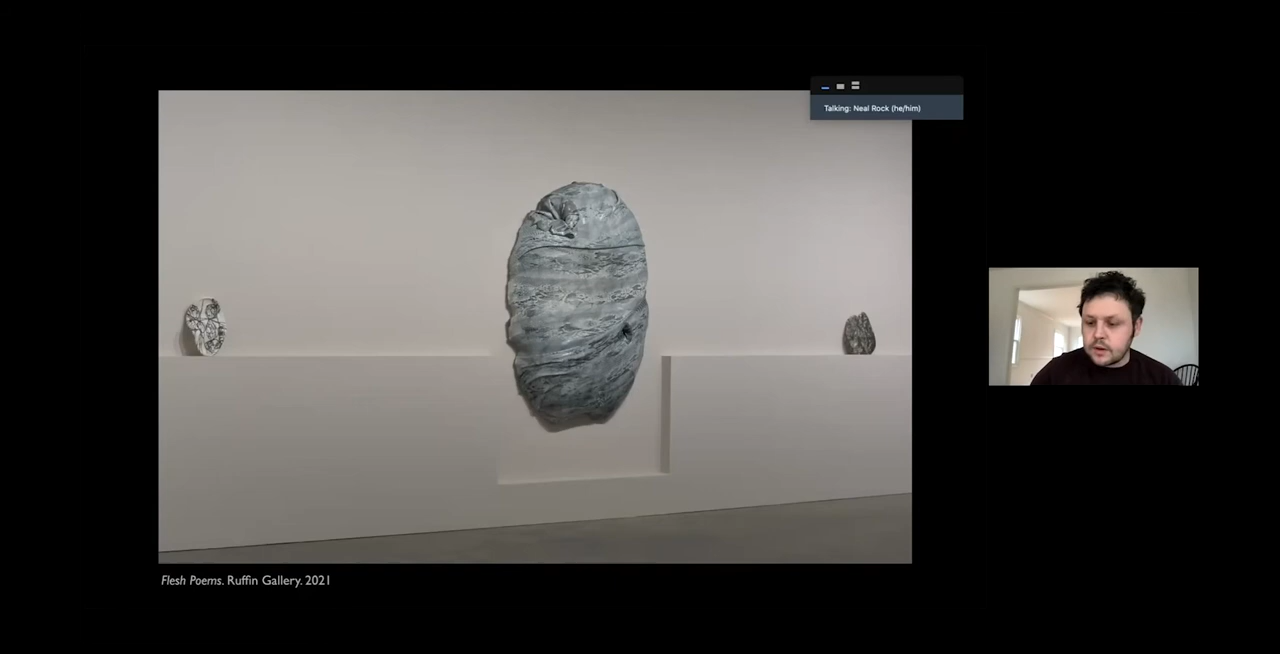 Talking: Neal Rock (he/him)
Flesh Poems. Ruffin Gallery. 2021